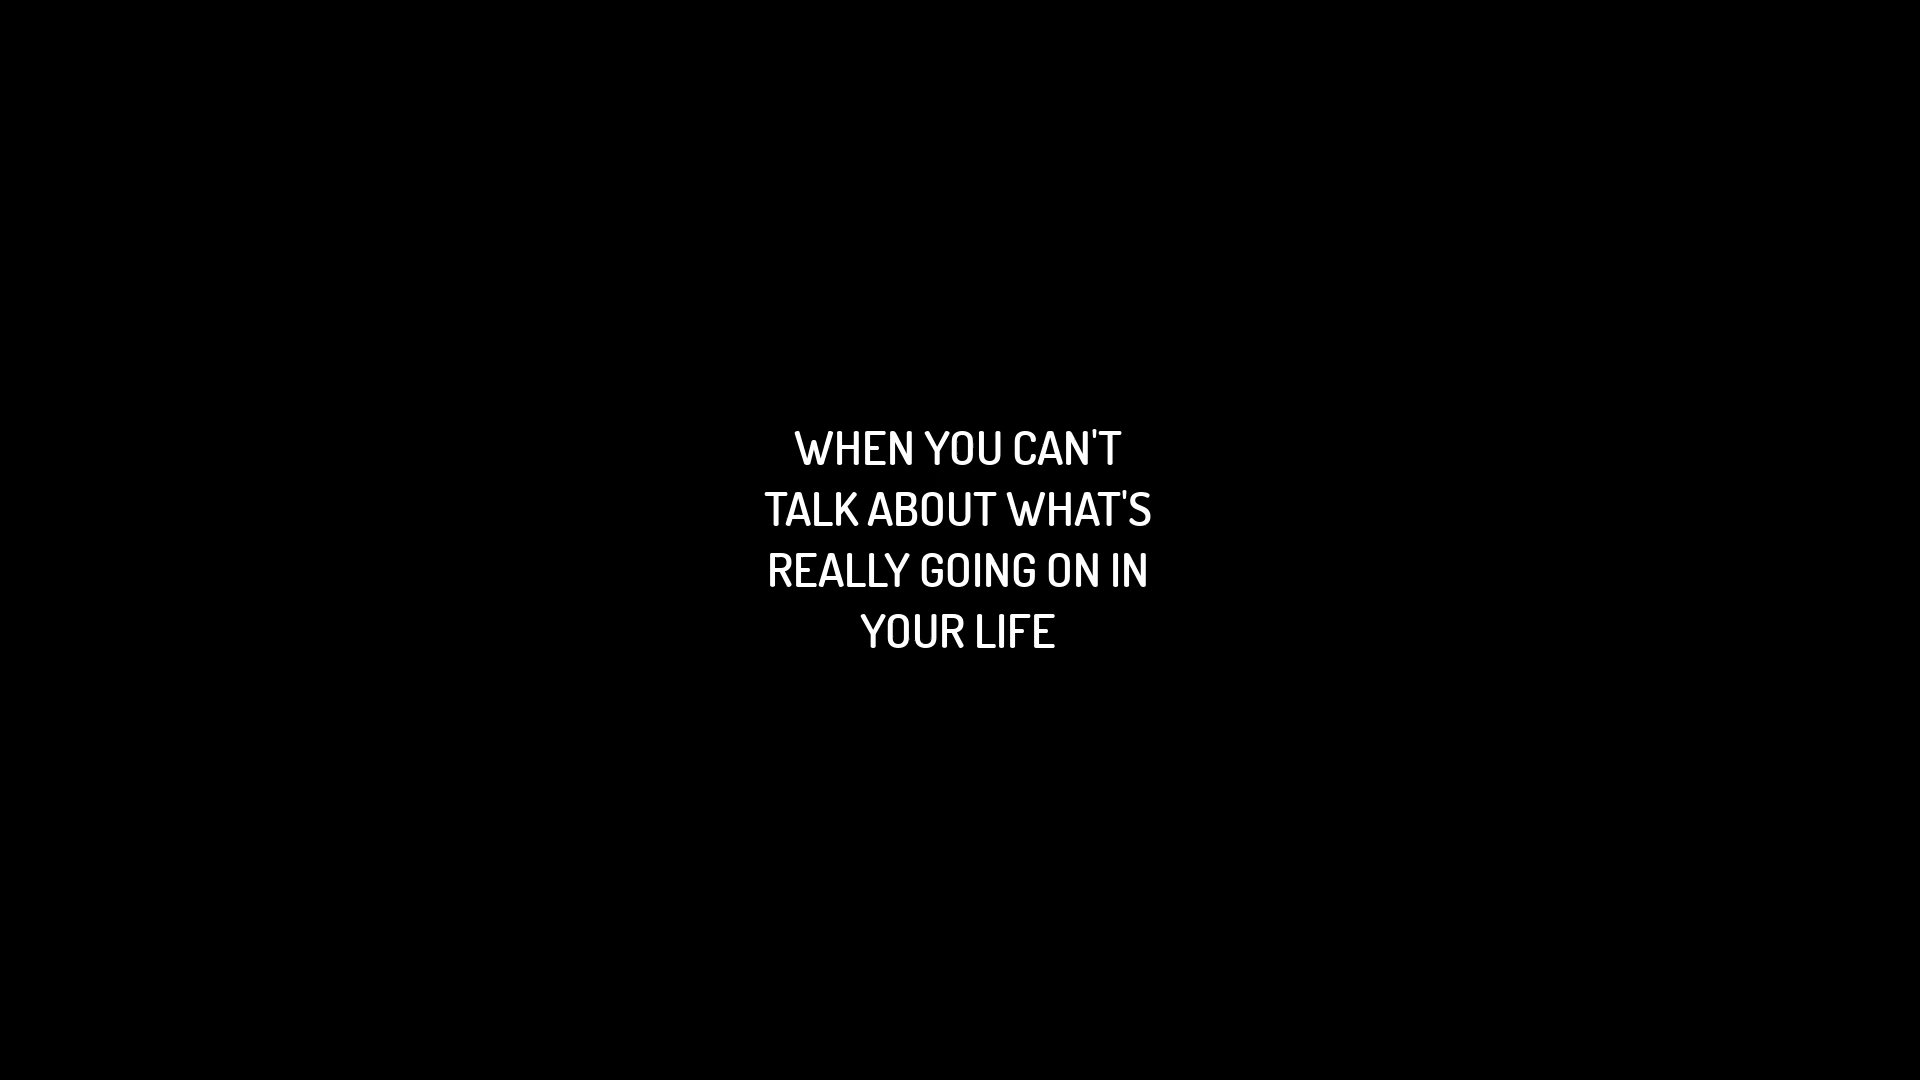 WHEN YOU CAN'T
TALK ABOUT WHAT'S
REALLY GOING ON IN
YOUR LIFE